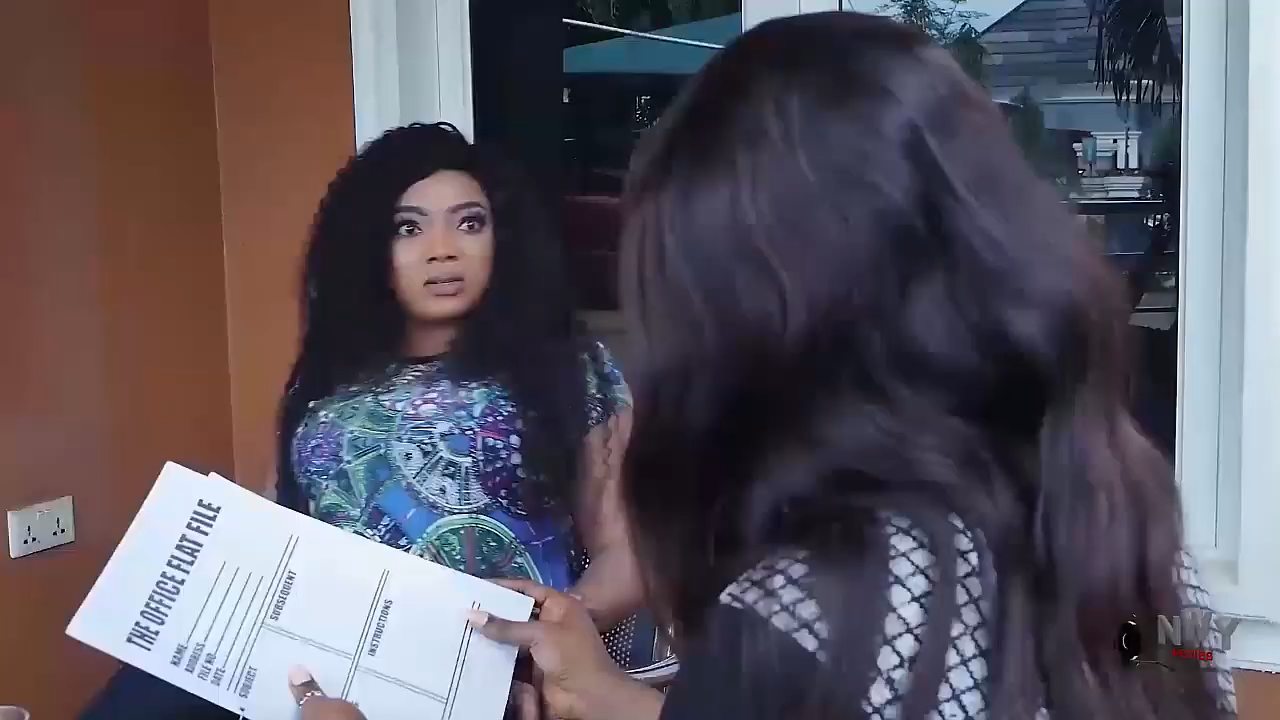 THE OFFICE FLAT FILE
NAME
ADDRESS
FILE NO.
DATE
SUBJECT
SUBSEQUENT
INSTRUCTIONS